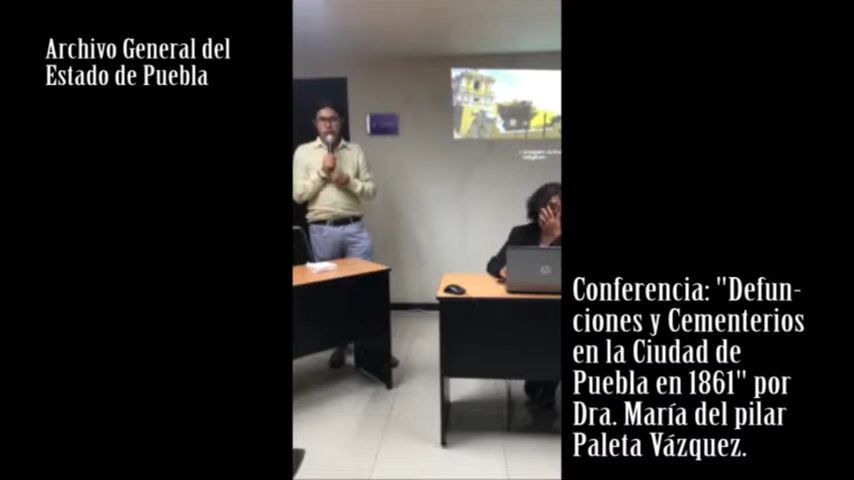 Archivo General del
Estado de Puebla
Conferencia: "Defun-
ciones y Cementerios
en la Ciudad de
Puebla en 1861" por
Dra. María del pilar
Paleta Vázquez.